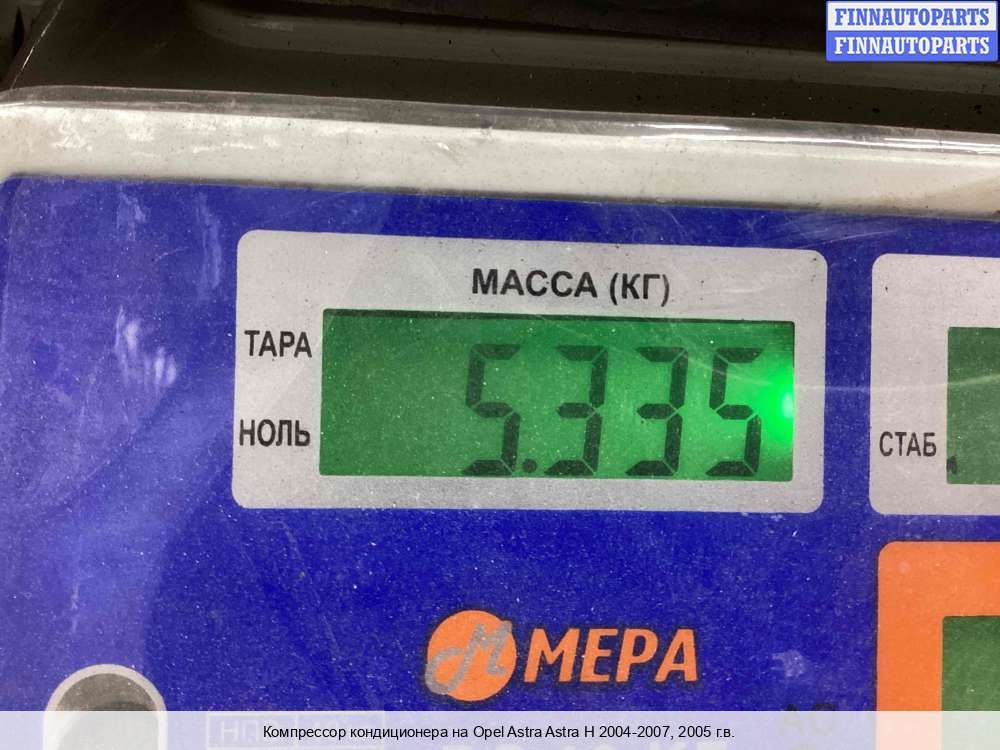 FINNAUTOPARTS
FINNAUTOPARTS
МАССА (КГ)
ТАРА
5.335
НОЛЬ
СТАБ
МЕРА
Компрессор кондиционера на Opel Astra Astra H 2004-2007, 2005 г.в.